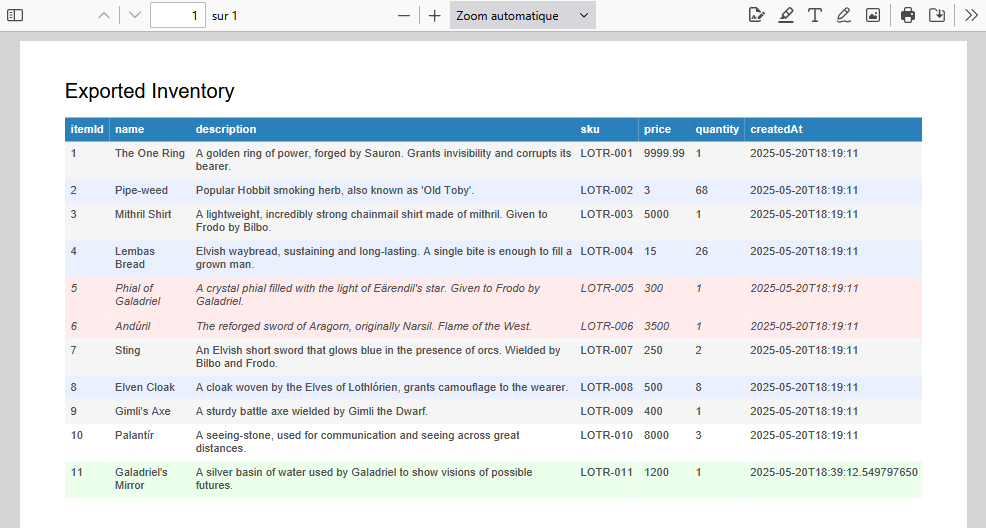 1 sur 1 Zoom automatique
Exported Inventory
itemId name description sku price quantity createdAt
1 The One Ring A golden ring of power, forged by Sauron. Grants invisibility and corrupts its LOTR-001 9999.99 1 2025-05-20T18:19:11
bearer.
2 Pipe-weed Popular Hobbit smoking herb, also known as 'Old Toby'. LOTR-002 3 68 2025-05-20T18:19:11
3 Mithril Shirt A lightweight, incredibly strong chainmail shirt made of mithril. Given to LOTR-003 5000 1 2025-05-20T18:19:11
Frodo by Bilbo.
4 Lembas Elvish waybread, sustaining and long-lasting. A single bite is enough to fill a LOTR-004 15 26 2025-05-20T18:19:11
Bread grown man.
5 Phial of A crystal phial filled with the light of Eärendil's star. Given to Frodo by LOTR-005 300 1 2025-05-20T18:19:11
Galadriel Galadriel.
6 Andúril The reforged sword of Aragorn, originally Narsil. Flame of the West. LOTR-006 3500 1 2025-05-20T18:19:11
7 Sting An Elvish short sword that glows blue in the presence of orcs. Wielded by LOTR-007 250 2 2025-05-20T18:19:11
Bilbo and Frodo.
8 Elven Cloak A cloak woven by the Elves of Lothlórien, grants camouflage to the wearer. LOTR-008 500 8 2025-05-20T18:19:11
9 Gimli's Axe A sturdy battle axe wielded by Gimli the Dwarf. LOTR-009 400 1 2025-05-20T18:19:11
10 Palantír A seeing-stone, used for communication and seeing across great LOTR-010 8000 3 2025-05-20T18:19:11
distances.
11 Galadriel's A silver basin of water used by Galadriel to show visions of possible LOTR-011 1200 1 2025-05-20T18:39:12.549797650
Mirror futures.